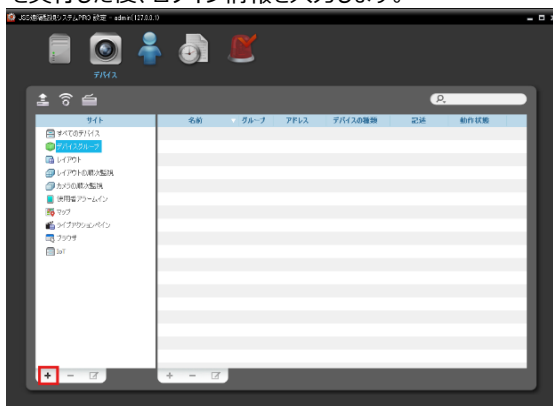 を実行した後、ログイン情報を入力します。
JSS遠隔監視システムPRO 設定 - admin(127.0.0.1)
デバイス
サイト
名前 グループ アドレス デバイスの種類 記述 動作状態
すべてのデバイス
デバイスグループ
レイアウト
レイアウトの順次監視
カメラの順次監視
使用者アラームイン
マップ
ライブアクションペイン
ブラウザ
IoT